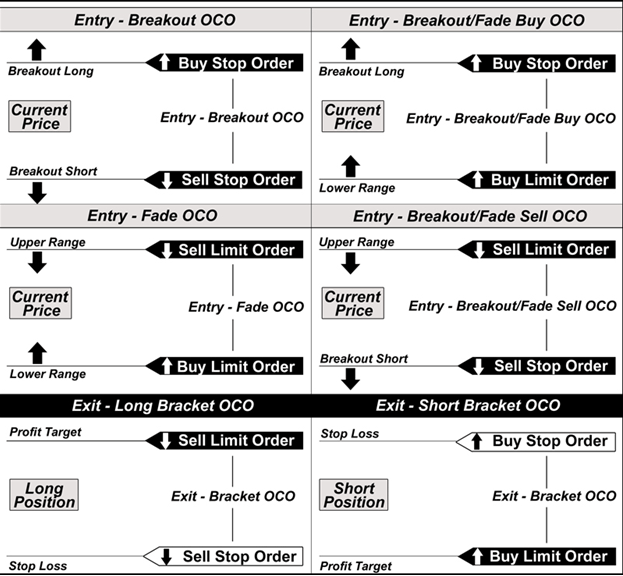 Entry - Breakout OCO
Breakout Long
Buy Stop Order
Current
Price
Entry - Breakout OCO
Breakout Short
Sell Stop Order
Entry - Breakout/Fade Buy OCO
Breakout Long
Buy Stop Order
Current
Price
Entry - Breakout/Fade Buy OCO
Lower Range
Buy Limit Order
Entry - Fade OCO
Upper Range
Sell Limit Order
Current
Price
Entry - Fade OCO
Lower Range
Buy Limit Order
Entry - Breakout/Fade Sell OCO
Upper Range
Sell Limit Order
Current
Price
Entry - Breakout/Fade Sell OCO
Breakout Short
Sell Stop Order
Exit - Long Bracket OCO
Profit Target
Sell Limit Order
Long
Position
Exit - Bracket OCO
Stop Loss
Sell Stop Order
Exit - Short Bracket OCO
Stop Loss
Buy Stop Order
Short
Position
Exit - Bracket OCO
Profit Target
Buy Limit Order